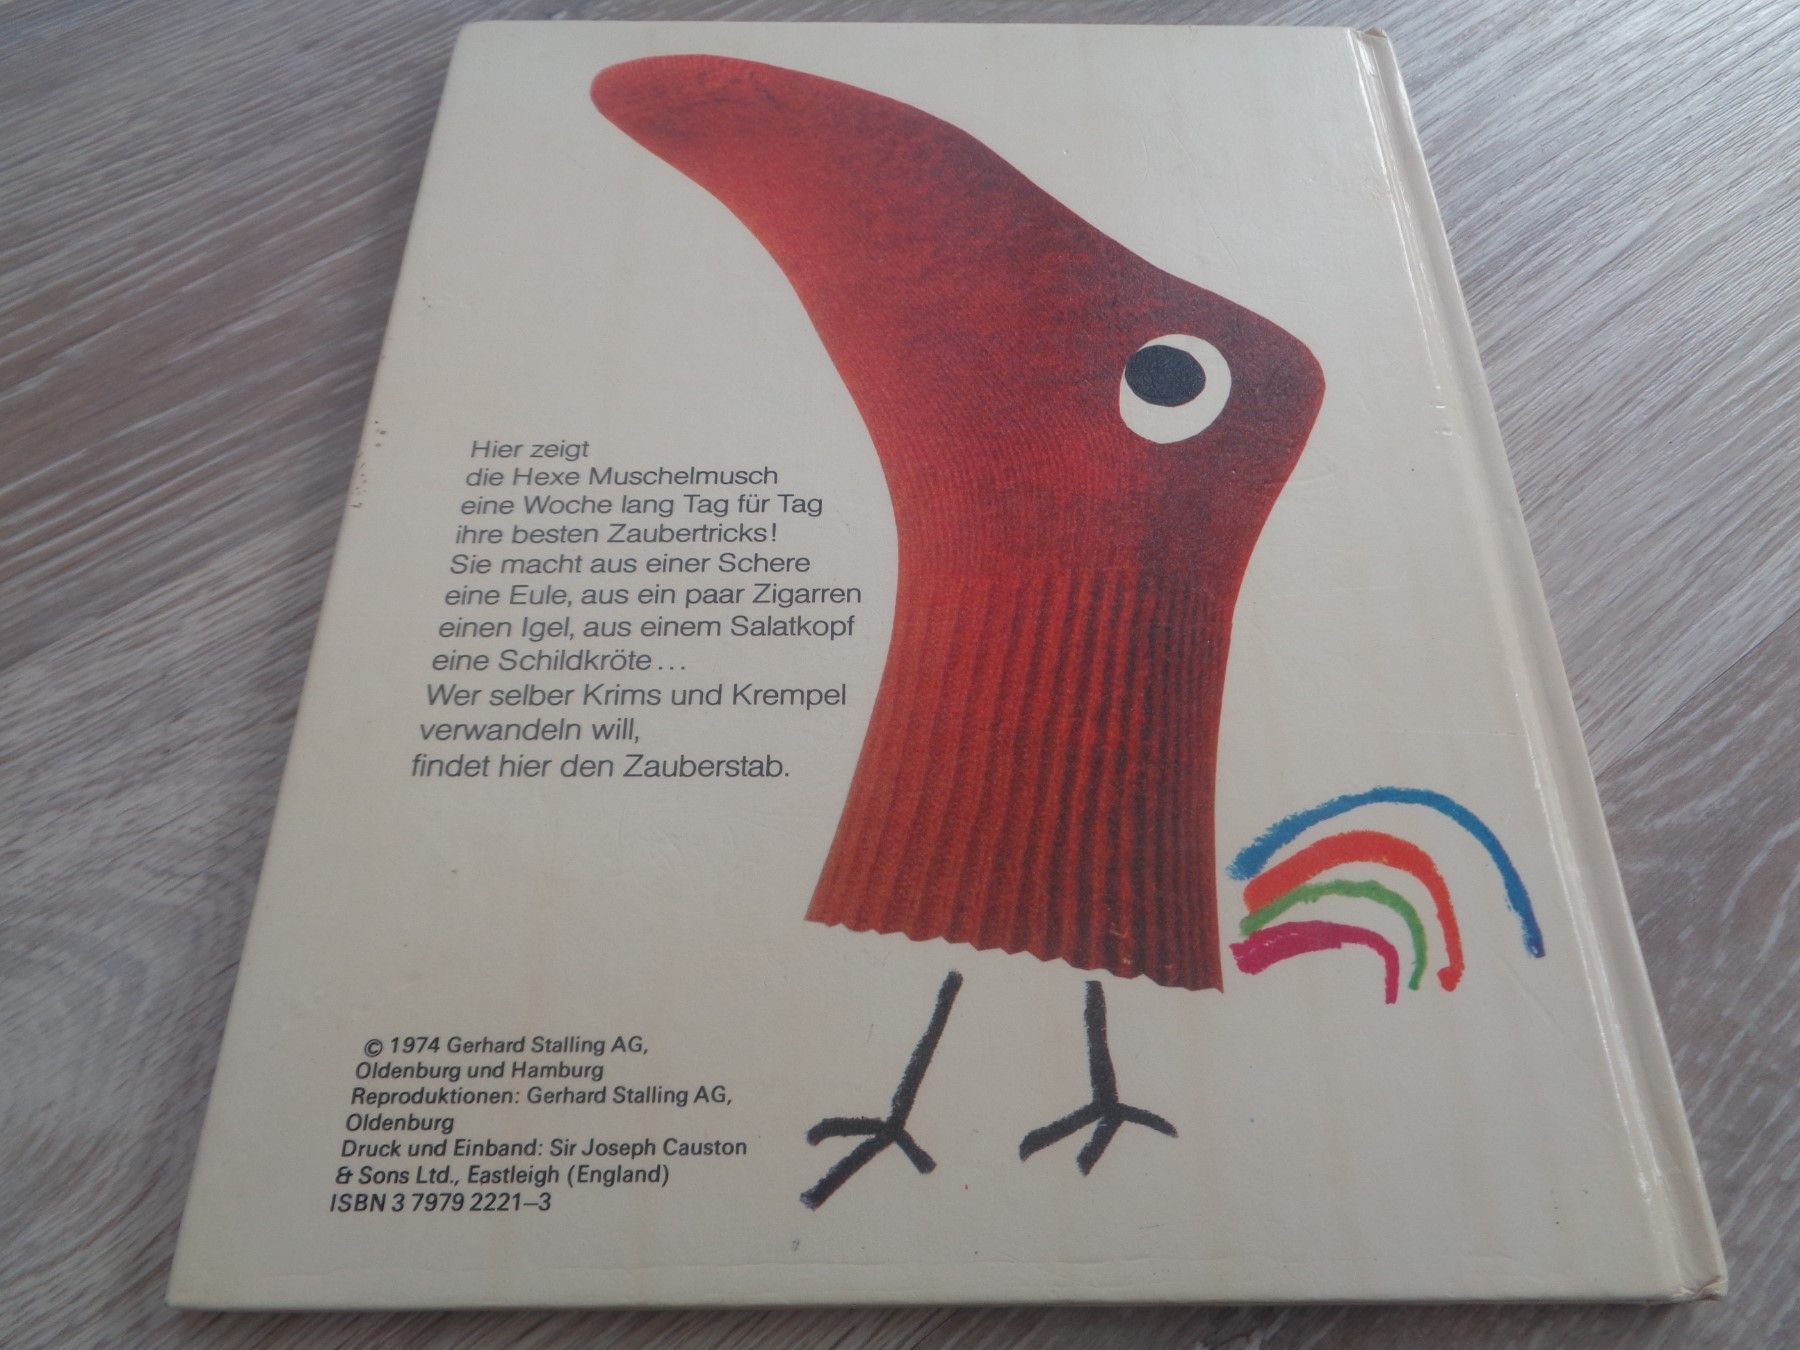 Hier zeigt
die Hexe Muschelmusch
eine Woche lang Tag für Tag
ihre besten Zaubertricks!
Sie macht aus einer Schere
eine Eule, aus ein paar Zigarren
einen Igel, aus einem Salatkopf
eine Schildkröte...
Wer selber Krims und Krempel
verwandeln will,
findet hier den Zauberstab.
© 1974 Gerhard Stalling AG,
Oldenburg und Hamburg
Reproduktionen: Gerhard Stalling AG,
Oldenburg
Druck und Einband: Sir Joseph Causton
& Sons Ltd., Eastleigh (England)
ISBN 3 7979 2221–3